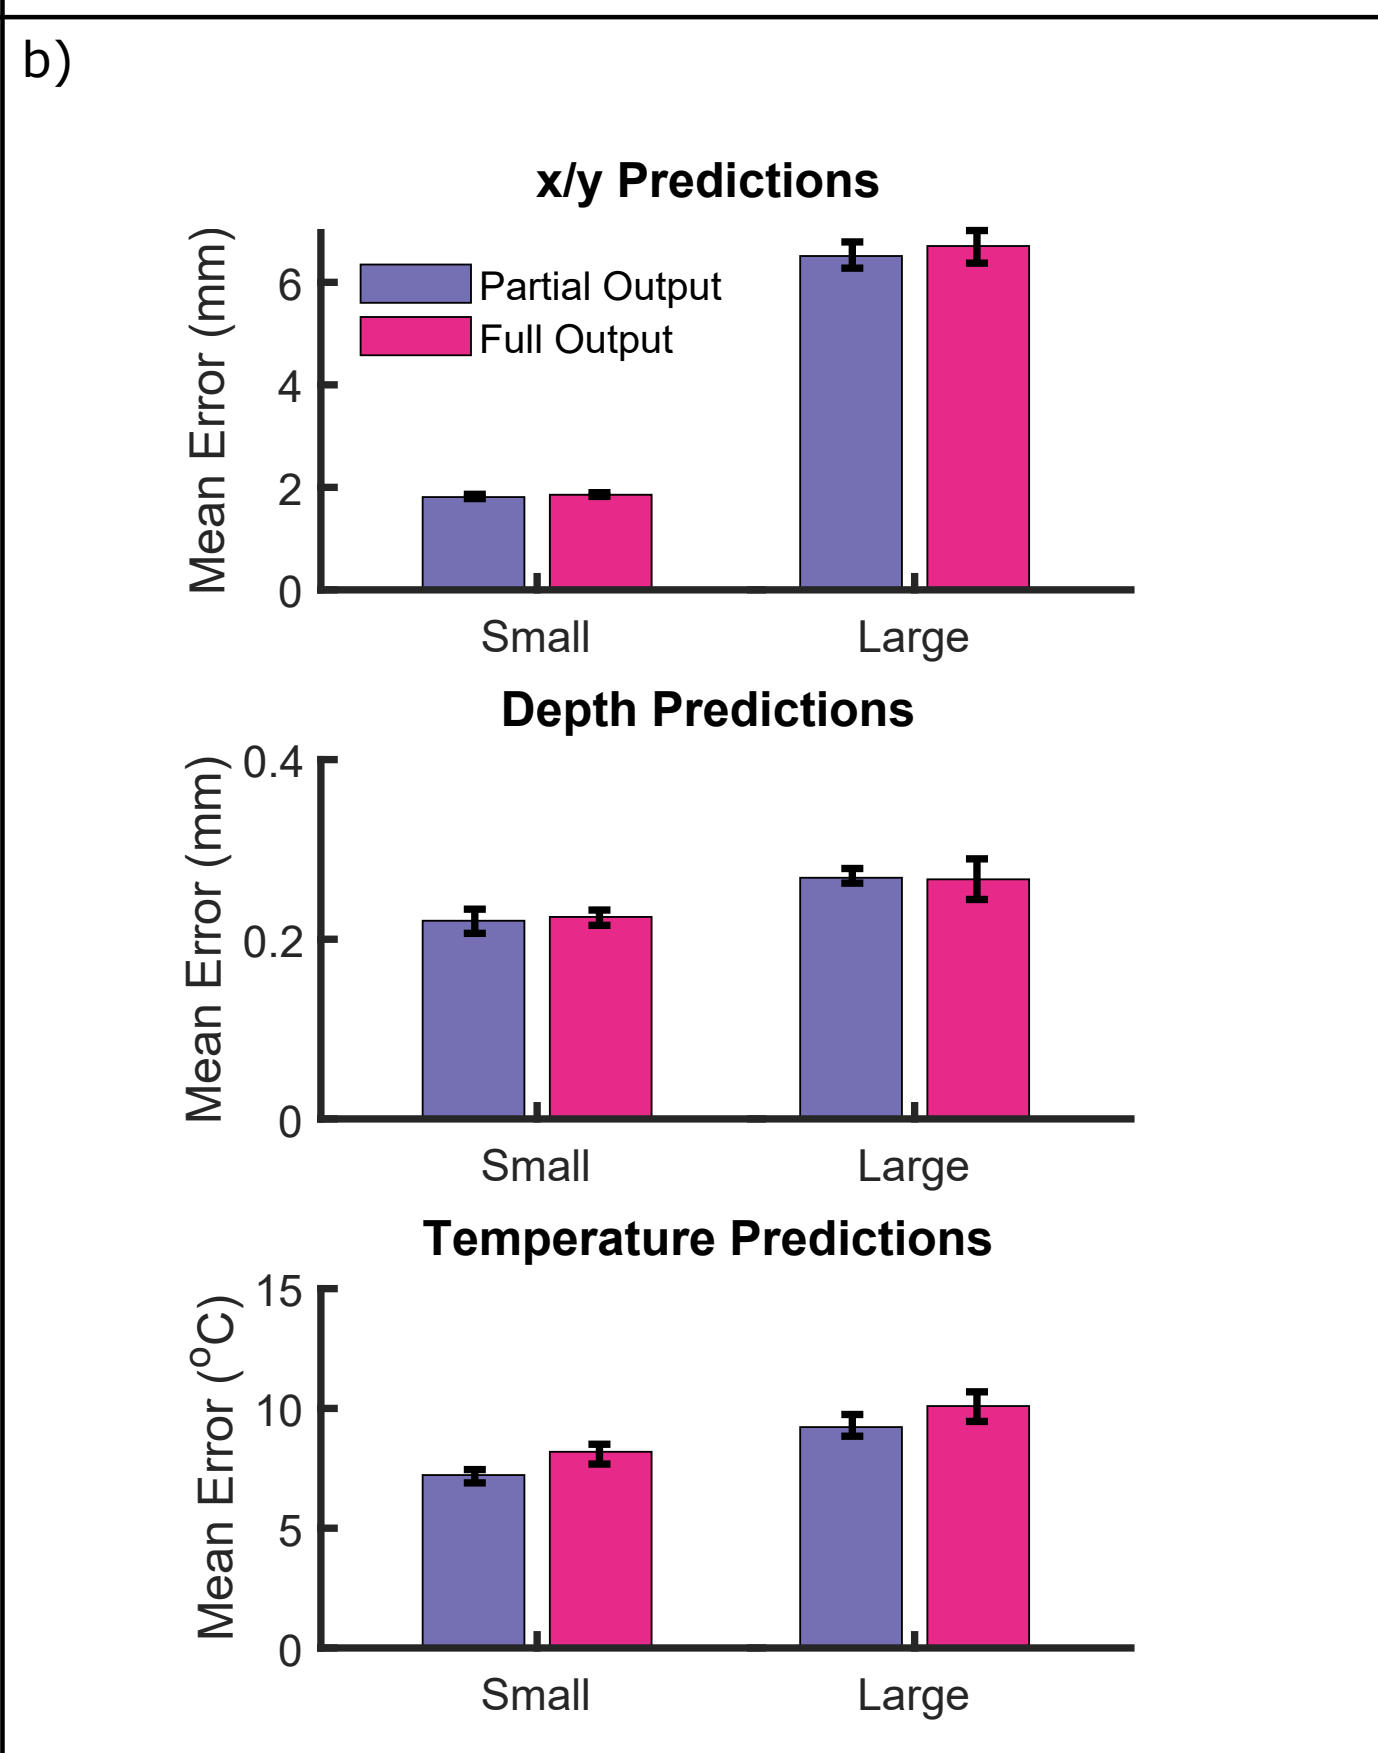 b)
x/y Predictions
Mean Error (mm)
6
4
2
0
Partial Output
Full Output
Small Large
Depth Predictions
Mean Error (mm)
0.4
0.2
0
Small Large
Temperature Predictions
Mean Error (ºC)
15
10
5
0
Small Large